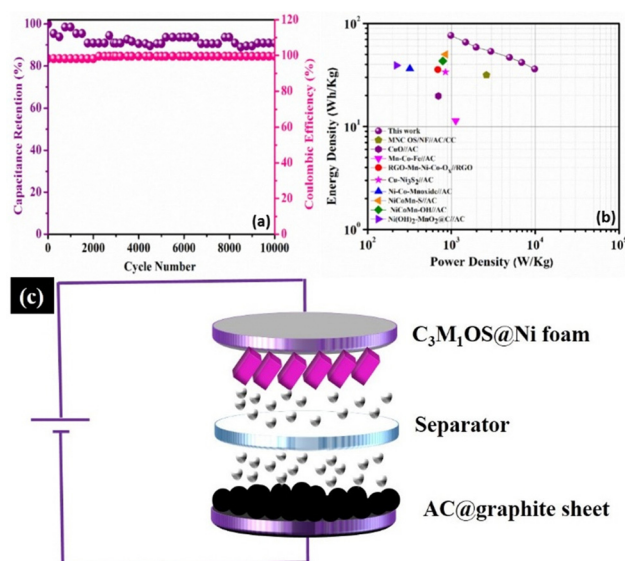 Capacitance Retention (%)
100
80
60
40
20
0
0 2000 4000 6000 8000 10000
Cycle Number
120
100
80
60
40
20
0
Coulombic Efficiency (%)
(a)
Energy Density (Wh/Kg)
10²
10¹
10⁰
This work
MNC OS/NF//AC/CC
CuO//AC
Mn-Co-Fe//AC
RGO-Mn-Ni-Co-Oₓ//RGO
Cu-Ni₃S₂//AC
Ni-Co-Mnoxide//AC
NiCoMn-S//AC
NiCoMn-OH//AC
Ni(OH)₂-MnO₂@C//AC
(b)
10² 10³ 10⁴ 10⁵
Power Density (W/Kg)
(c)
C₃M₁OS@Ni foam
Separator
AC@graphite sheet